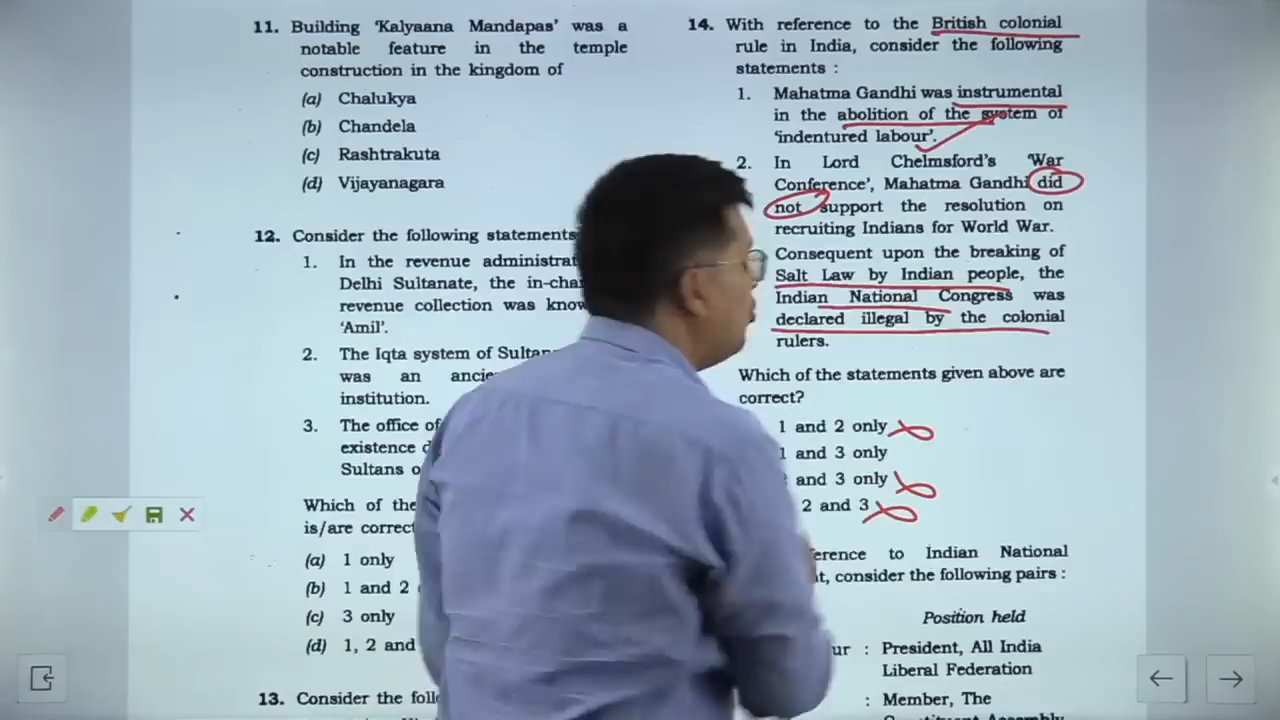 11. Building 'Kalyaana Mandapas' was a
notable feature in the temple
construction in the kingdom of
(a) Chalukya
(b) Chandela
(c) Rashtrakuta
(d) Vijayanagara
12. Consider the following statements
1. In the revenue
Delhi Sultanate, the
revenue collection was
'Amil'.
2. The Iqta system of
was an
institution.
3. The office of
existence
Sultans
Which of the
is/are
(a) 1 only
(b) 1 and 2
(c) 3 only
(d) 1, 2 and
13. Consider the
14. With reference to the British colonial
rule in India, consider the following
statements :
1. Mahatma Gandhi was instrumental
in the abolition of the system of
'indentured labour'.
2. In Lord Chelmsford's 'War
Conference', Mahatma Gandhi did
not support the resolution on
recruiting Indians for World War.
Consequent upon the breaking of
Salt Law by Indian people, the
Indian National Congress was
declared illegal by the colonial
rulers.
Which of the statements given above are
correct?
1 and 2 only
1 and 3 only
and 3 only
2 and 3
to Indian National
consider the following pairs :
Position held
: President, All India
Liberal Federation
: Member, The
Constituent Assembly